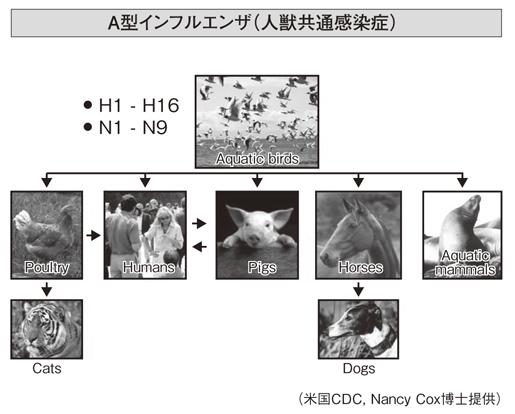 A型インフルエンザ(人獣共通感染症)
● H1 - H16
● N1 - N9
Aquatic birds
Poultry
Humans
Pigs
Horses
Aquatic
mammals
Cats
Dogs
(米国CDC, Nancy Cox博士提供)